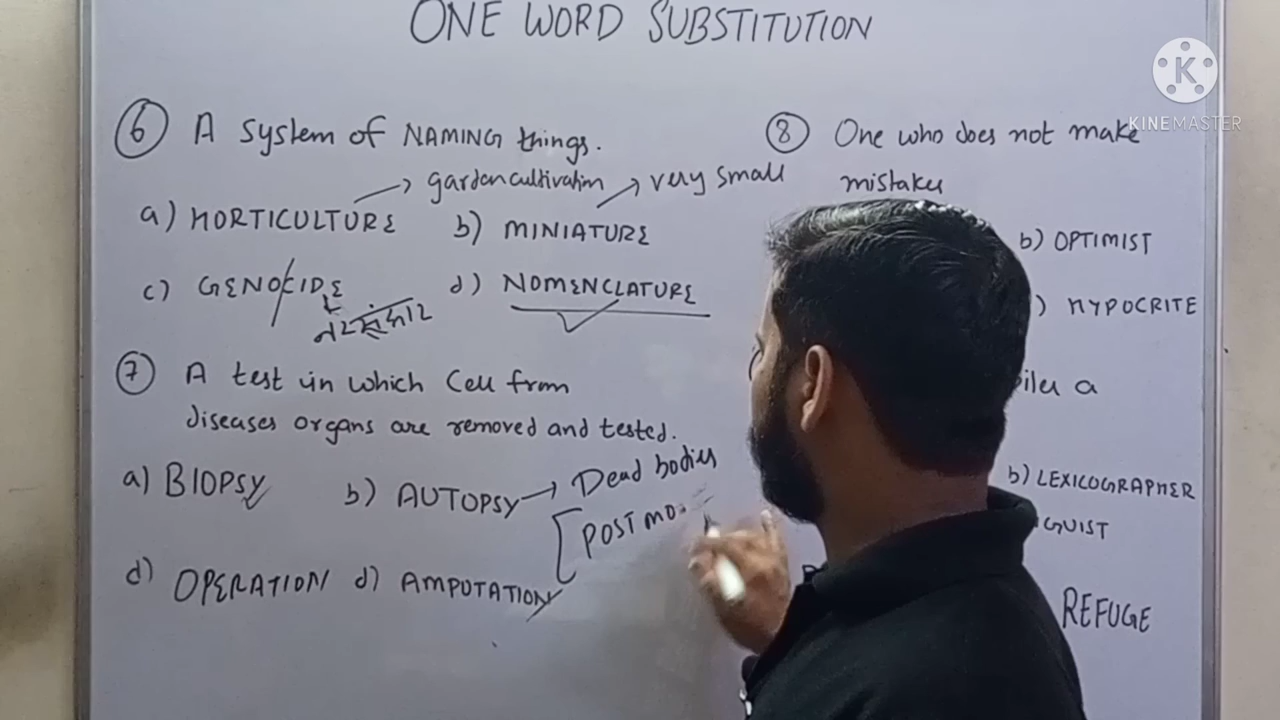 ONE WORD SUBSTITUTION
6 A System of NAMING things.
garden cultivation
very small
a) HORTICULTURE b) MINIATURE
c) GENOCIDE d) NOMENCLATURE
नरसंहार
7 A test in which Cell from
diseases organs are removed and tested.
a) BIOPSY b) AUTOPSY
Dead bodies
[POST MO
d) OPERATION d) AMPUTATION
8 One who does not make
mistakes
b) OPTIMIST
) HYPOCRITE
a
b) LEXICOGRAPHER
GUIST
REFUGE
K
KINEMASTER